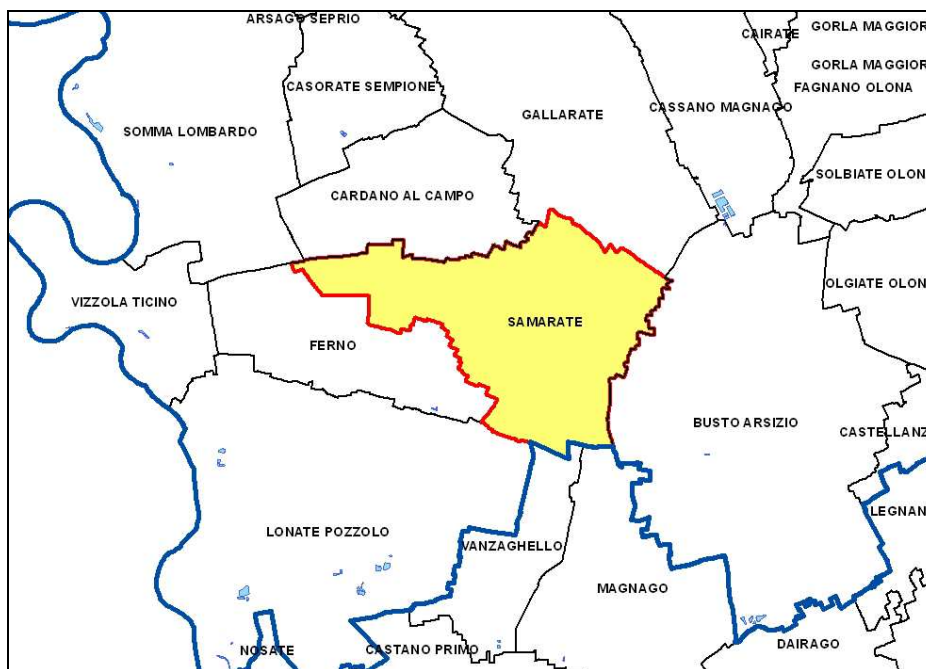 ARSAGO SEPRIO
GORLA MAGGIOR
CAIRATE
GORLA MAGGIOR
CASORATE SEMPIONE
FAGNANO OLONA
CASSANO MAGNAGO
GALLARATE
SOMMA LOMBARDO
SOLBIATE OLON
CARDANO AL CAMPO
OLGIATE OLON
VIZZOLA TICINO
SAMARATE
FERNO
BUSTO ARSIZIO
CASTELLANZ
LEGNAN
LONATE POZZOLO
VANZAGHELLO
MAGNAGO
DAIRAGO
NOSATE
CASTANO PRIMO